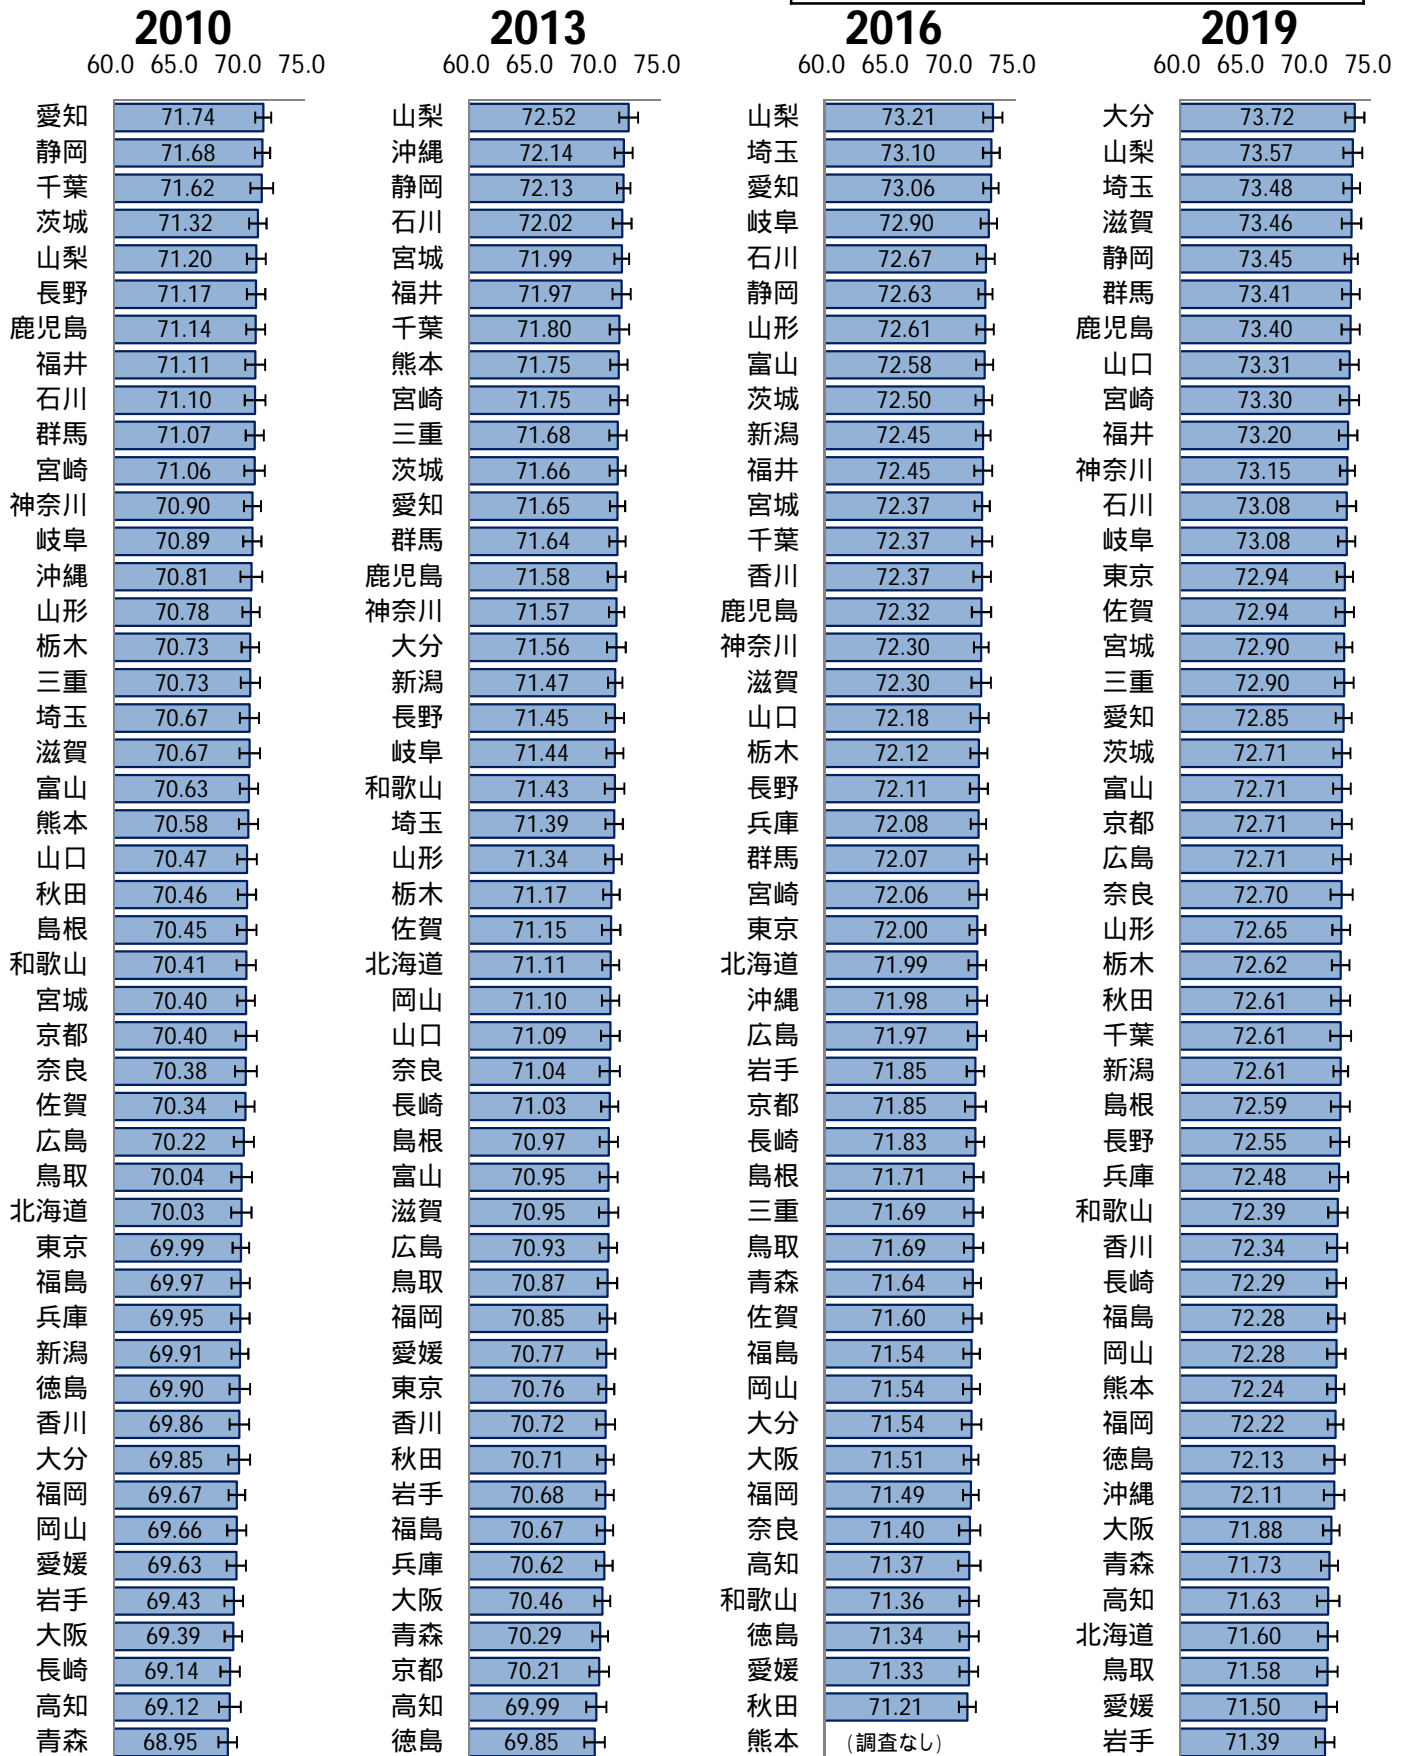 2010 2013 2016 2019
60.0 65.0 70.0 75.0 60.0 65.0 70.0 75.0 60.0 65.0 70.0 75.0 60.0 65.0 70.0 75.0
愛知 71.74 山梨 72.52 山梨 73.21 大分 73.72
静岡 71.68 沖縄 72.14 埼玉 73.10 山梨 73.57
千葉 71.62 静岡 72.13 愛知 73.06 埼玉 73.48
茨城 71.32 石川 72.02 岐阜 72.90 滋賀 73.46
山梨 71.20 宮城 71.99 石川 72.67 静岡 73.45
長野 71.17 福井 71.97 静岡 72.63 群馬 73.41
鹿児島 71.14 千葉 71.80 山形 72.61 鹿児島 73.40
福井 71.11 熊本 71.75 富山 72.58 山口 73.31
石川 71.10 宮崎 71.75 茨城 72.50 宮崎 73.30
群馬 71.07 三重 71.68 新潟 72.45 福井 73.20
宮崎 71.06 茨城 71.66 福井 72.45 神奈川 73.15
神奈川 70.90 愛知 71.65 宮城 72.37 石川 73.08
岐阜 70.89 群馬 71.64 千葉 72.37 岐阜 73.08
沖縄 70.81 鹿児島 71.58 香川 72.37 東京 72.94
山形 70.78 神奈川 71.57 鹿児島 72.32 佐賀 72.94
栃木 70.73 大分 71.56 神奈川 72.30 宮城 72.90
三重 70.73 新潟 71.47 滋賀 72.30 三重 72.90
埼玉 70.67 長野 71.45 山口 72.18 愛知 72.85
滋賀 70.67 岐阜 71.44 栃木 72.12 茨城 72.71
富山 70.63 和歌山 71.43 長野 72.11 富山 72.71
熊本 70.58 埼玉 71.39 兵庫 72.08 京都 72.71
山口 70.47 山形 71.34 群馬 72.07 広島 72.71
秋田 70.46 栃木 71.17 宮崎 72.06 奈良 72.70
島根 70.45 佐賀 71.15 東京 72.00 山形 72.65
和歌山 70.41 北海道 71.11 北海道 71.99 栃木 72.62
宮城 70.40 岡山 71.10 沖縄 71.98 秋田 72.61
京都 70.40 山口 71.09 広島 71.97 千葉 72.61
奈良 70.38 奈良 71.04 岩手 71.85 新潟 72.61
佐賀 70.34 長崎 71.03 京都 71.85 島根 72.59
広島 70.22 島根 70.97 長崎 71.83 長野 72.55
鳥取 70.04 富山 70.95 島根 71.71 兵庫 72.48
北海道 70.03 滋賀 70.95 三重 71.69 和歌山 72.39
東京 69.99 広島 70.93 鳥取 71.69 香川 72.34
福島 69.97 鳥取 70.87 青森 71.64 長崎 72.29
兵庫 69.95 福岡 70.85 佐賀 71.60 福島 72.28
新潟 69.91 愛媛 70.77 福島 71.54 岡山 72.28
徳島 69.90 東京 70.76 岡山 71.54 熊本 72.24
香川 69.86 香川 70.72 大分 71.54 福岡 72.22
大分 69.85 秋田 70.71 大阪 71.51 徳島 72.13
福岡 69.67 岩手 70.68 福岡 71.49 沖縄 72.11
岡山 69.66 福島 70.67 奈良 71.40 大阪 71.88
愛媛 69.63 兵庫 70.62 高知 71.37 青森 71.73
岩手 69.43 大阪 70.46 和歌山 71.36 高知 71.63
大阪 69.39 青森 70.29 徳島 71.34 北海道 71.60
長崎 69.14 京都 70.21 愛媛 71.33 鳥取 71.58
高知 69.12 高知 69.99 秋田 71.21 愛媛 71.50
青森 68.95 徳島 69.85 熊本 (調査なし) 岩手 71.39